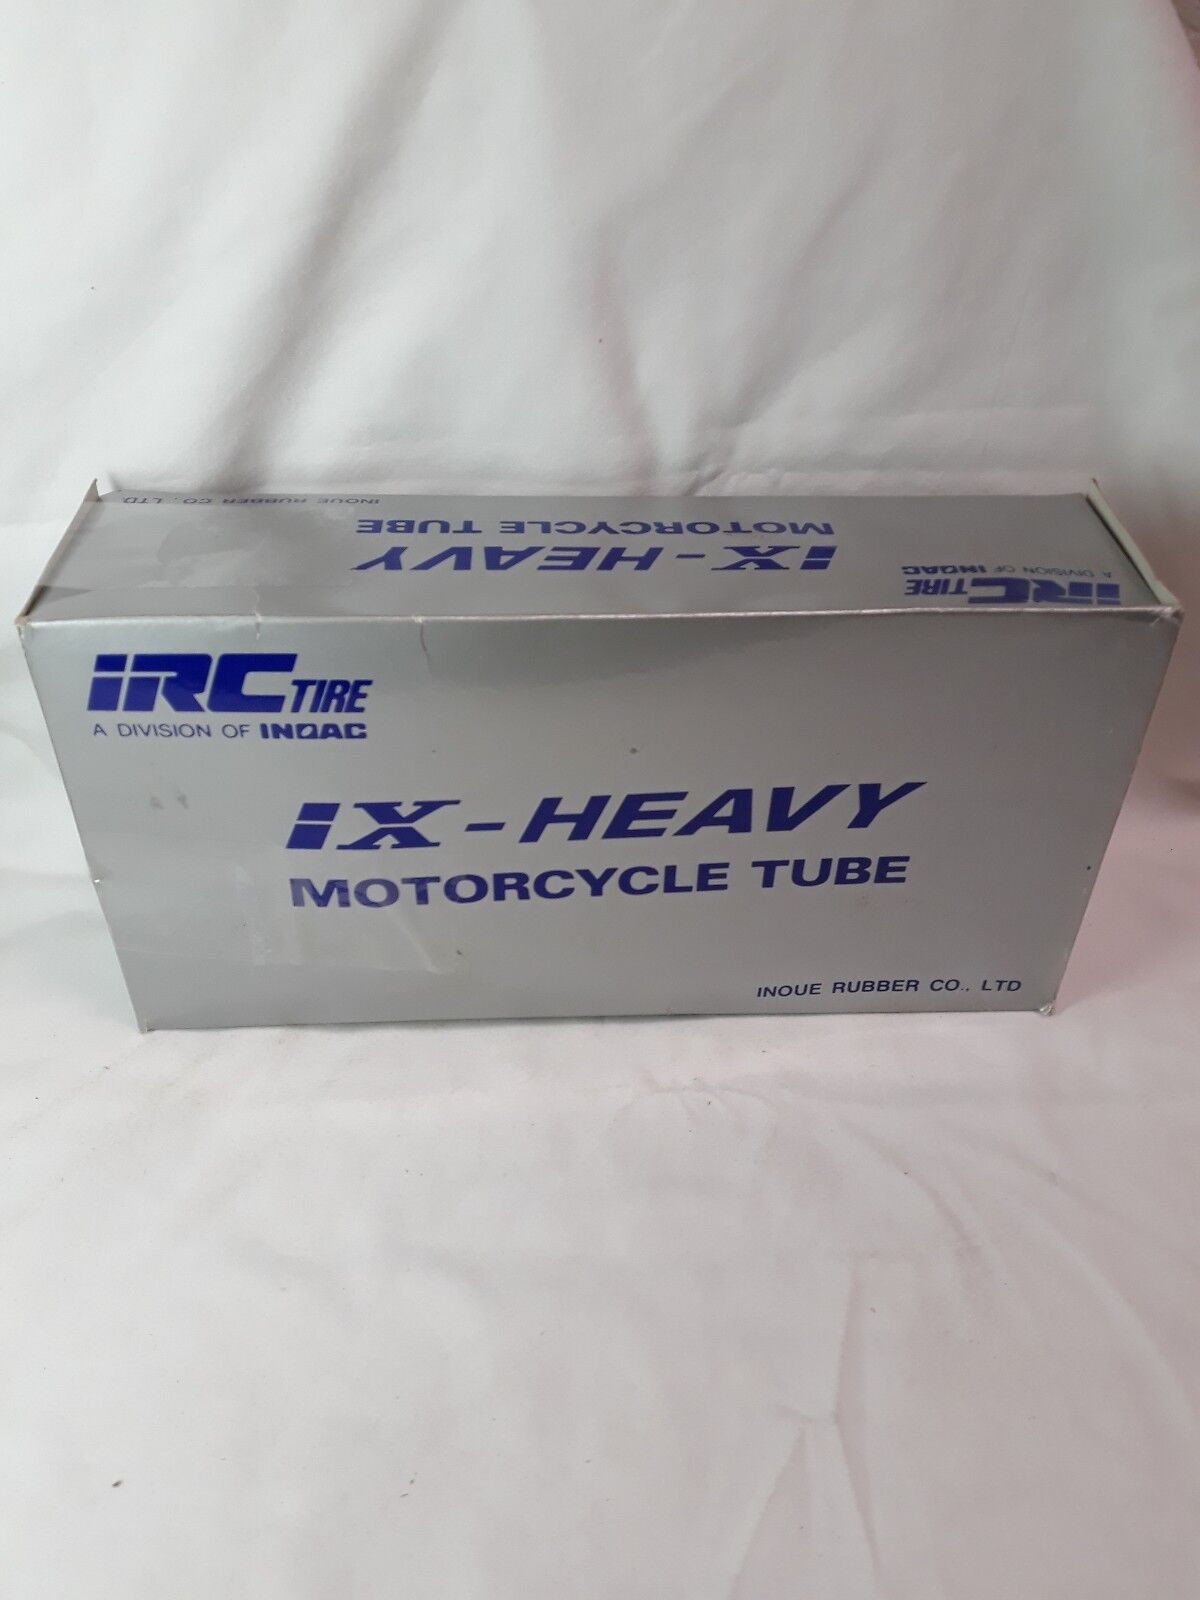 INOUE RUBBER CO., LTD.
MOTORCYCLE TUBE
iX-HEAVY
A DIVISION OF INOAC
iRC TIRE
iRC TIRE
A DIVISION OF INOAC
iX-HEAVY
MOTORCYCLE TUBE
INOUE RUBBER CO., LTD